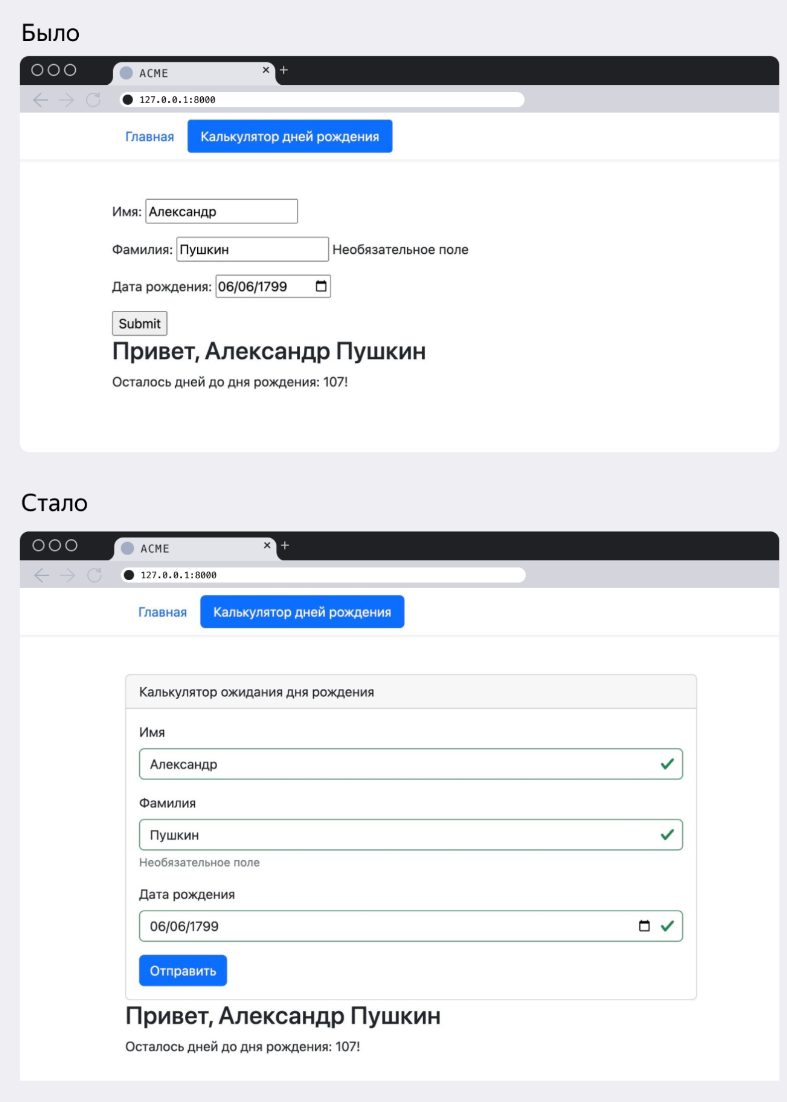 Было
ACME
127.0.0.1:8000
Главная Калькулятор дней рождения
Имя: Александр
Фамилия: Пушкин Необязательное поле
Дата рождения: 06/06/1799
Submit
Привет, Александр Пушкин
Осталось дней до дня рождения: 107!
Стало
ACME
127.0.0.1:8000
Главная Калькулятор дней рождения
Калькулятор ожидания дня рождения
Имя
Александр
Фамилия
Пушкин
Необязательное поле
Дата рождения
06/06/1799
Отправить
Привет, Александр Пушкин
Осталось дней до дня рождения: 107!